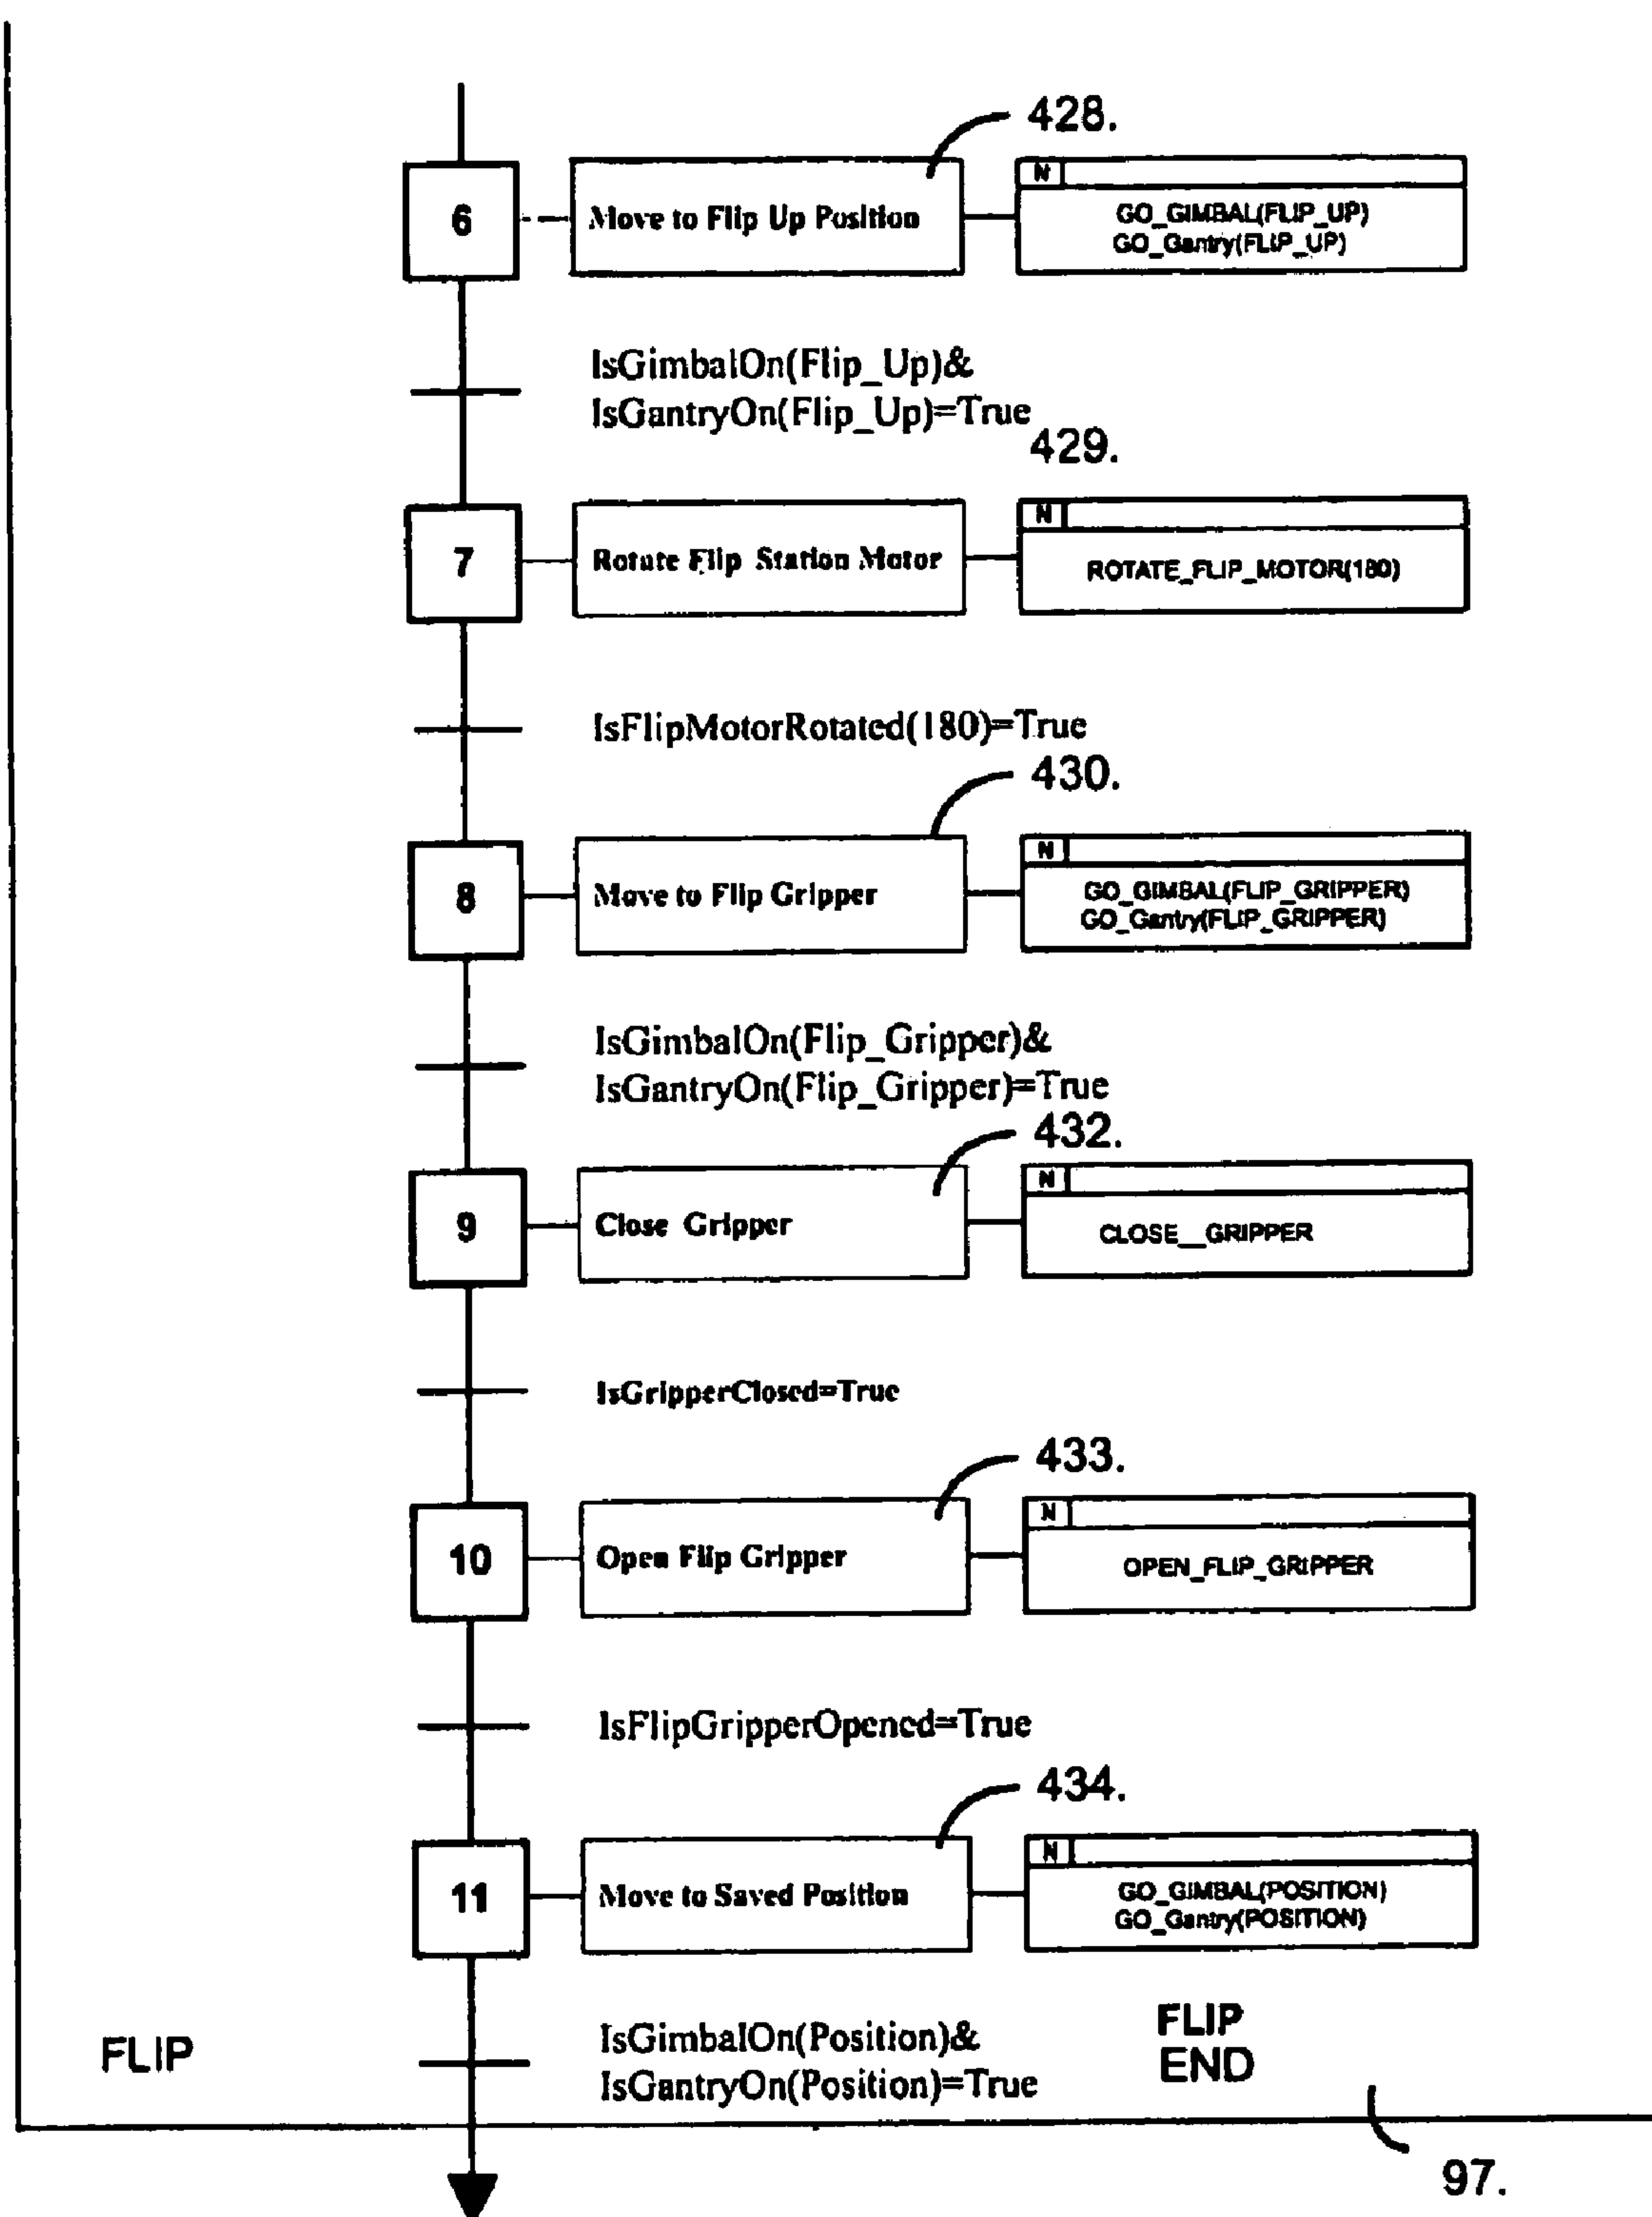 428.
N
6
Move to Flip Up Position
GO_GIMBAL(FLIP_UP)
GO_Gantry(FLIP_UP)
IsGimbalOn(Flip_Up)&
IsGantryOn(Flip_Up)=True
429.
N
7
Rotate Flip Station Motor
ROTATE_FLIP_MOTOR(180)
IsFlipMotorRotated(180)=True
430.
N
8
Move to Flip Gripper
GO_GIMBAL(FLIP_GRIPPER)
GO_Gantry(FLIP_GRIPPER)
IsGimbalOn(Flip_Gripper)&
IsGantryOn(Flip_Gripper)=True
432.
N
9
Close Gripper
CLOSE__GRIPPER
IsGripperClosed=True
433.
N
10
Open Flip Gripper
OPEN_FLIP_GRIPPER
IsFlipGripperOpened=True
434.
N
11
Move to Saved Position
GO_GIMBAL(POSITION)
GO_Gantry(POSITION)
FLIP
IsGimbalOn(Position)&
IsGantryOn(Position)=True
FLIP
END
97.